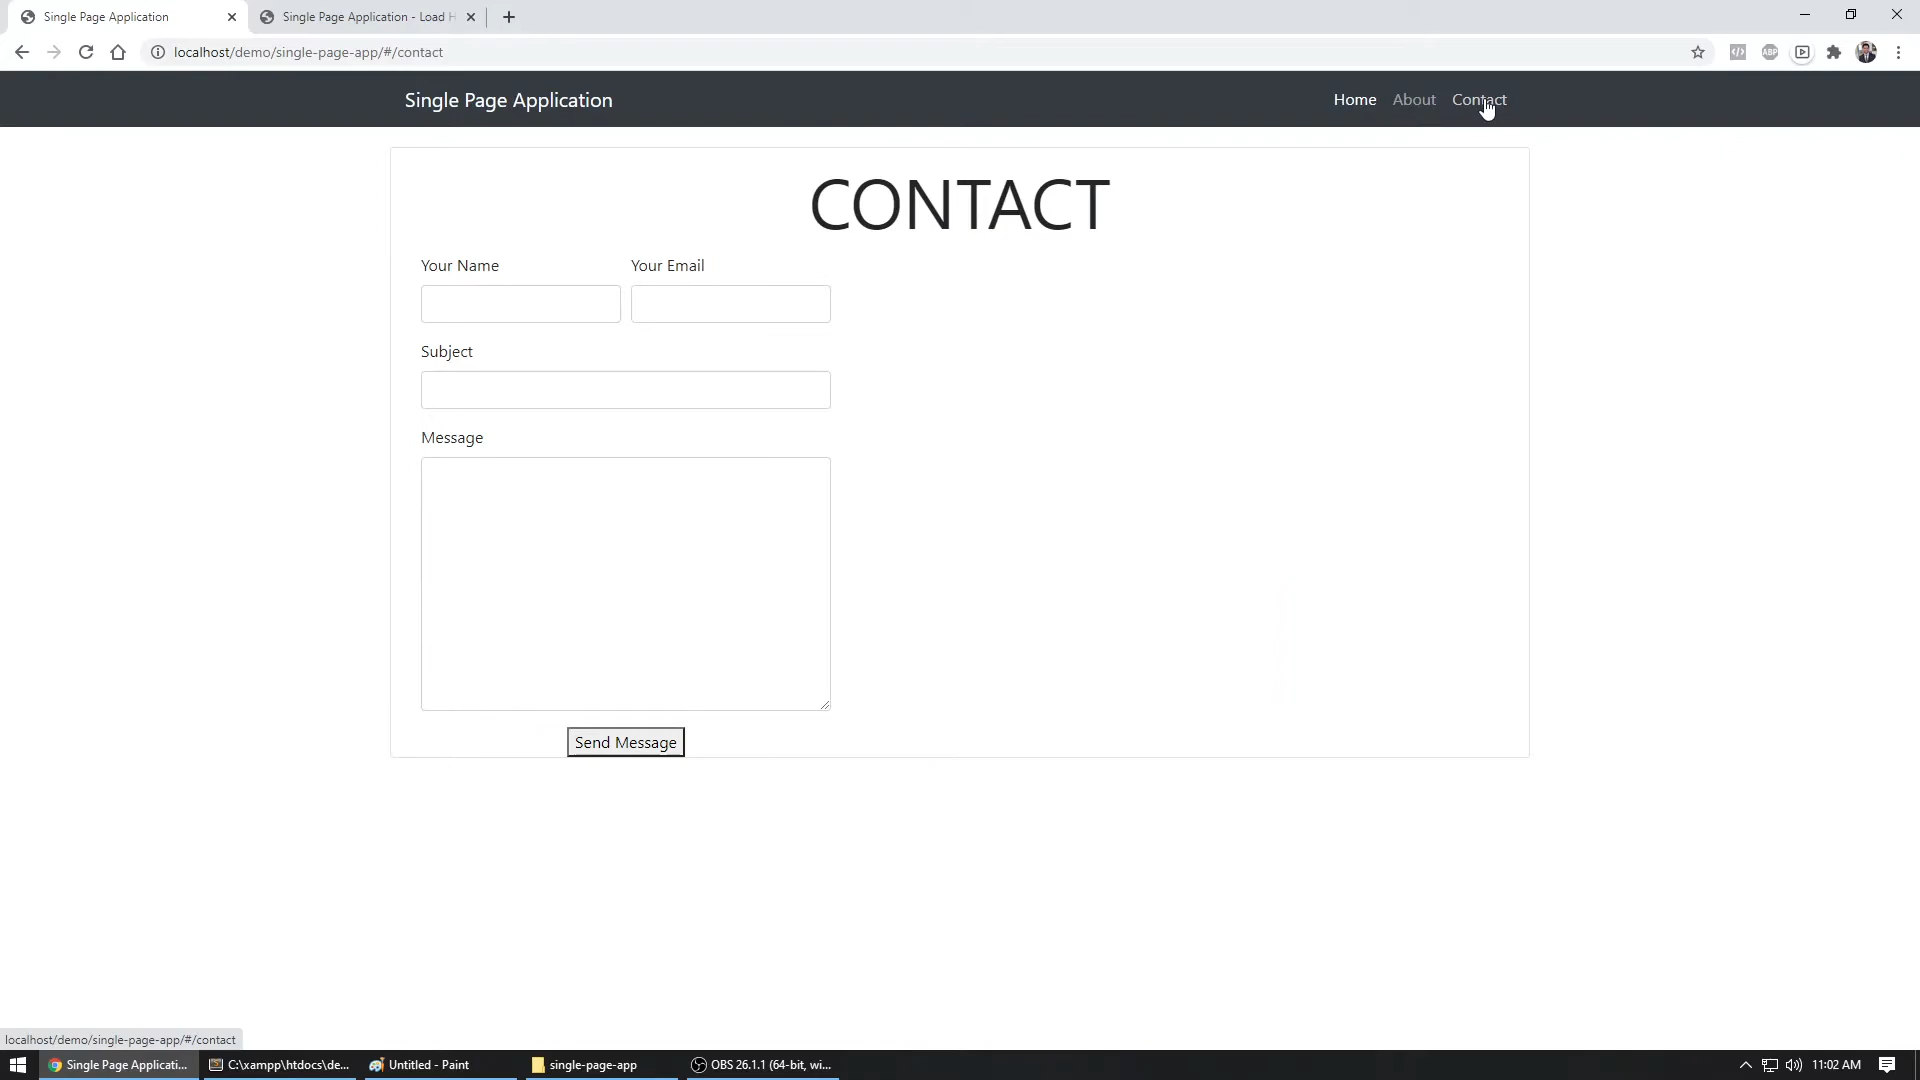 Single Page Application
Single Page Application - Load H
localhost/demo/single-page-app/#/contact
ABP
Single Page Application
Home About Contact
CONTACT
Your Name Your Email
Subject
Message
Send Message
localhost/demo/single-page-app/#/contact
Single Page Applicati...
C:\xampp\htdocs\de...
Untitled - Paint
single-page-app
OBS 26.1.1 (64-bit, wi...
11:02 AM